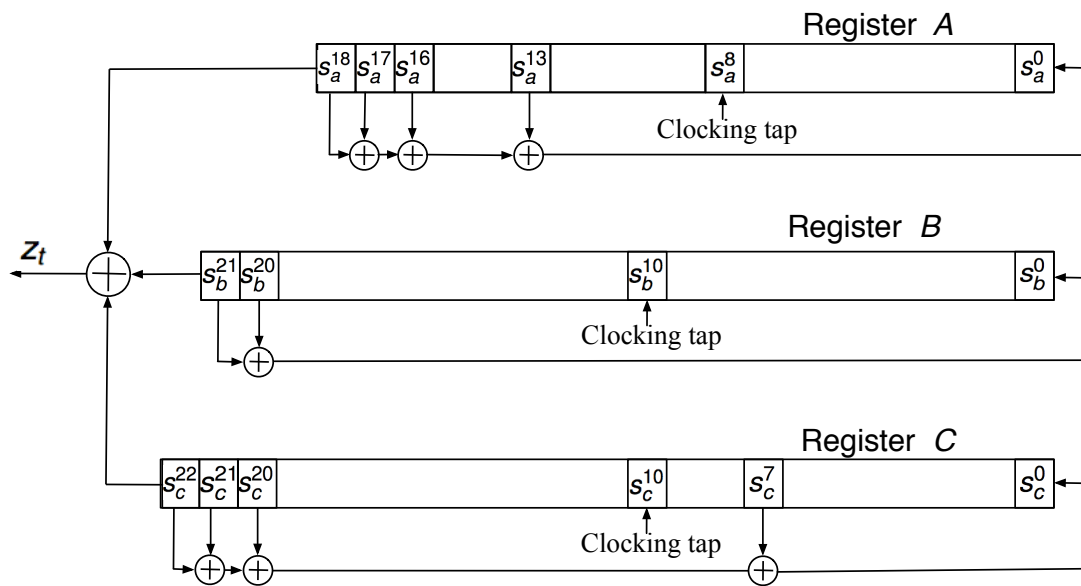 Register A
s_a^18 s_a^17 s_a^16 s_a^13 s_a^8 s_a^0
Clocking tap
Register B
z_t
s_b^21 s_b^20 s_b^10 s_b^0
Clocking tap
Register C
s_c^22 s_c^21 s_c^20 s_c^10 s_c^7 s_c^0
Clocking tap